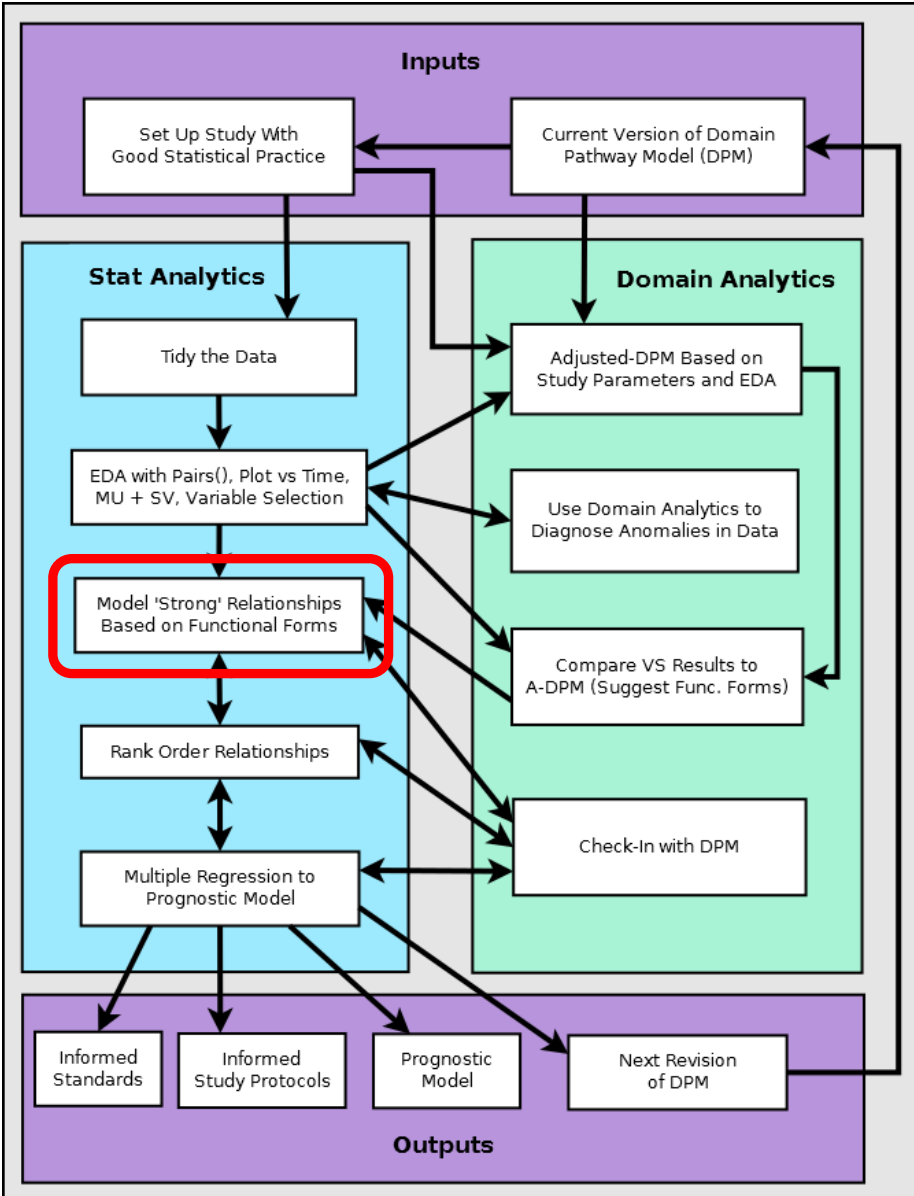 Inputs
Set Up Study With
Good Statistical Practice
Current Version of Domain
Pathway Model (DPM)
Stat Analytics
Domain Analytics
Tidy the Data
Adjusted-DPM Based on
Study Parameters and EDA
EDA with Pairs(), Plot vs Time,
MU + SV, Variable Selection
Use Domain Analytics to
Diagnose Anomalies in Data
Model 'Strong' Relationships
Based on Functional Forms
Compare VS Results to
A-DPM (Suggest Func. Forms)
Rank Order Relationships
Check-In with DPM
Multiple Regression to
Prognostic Model
Informed
Standards
Informed
Study Protocols
Prognostic
Model
Next Revision
of DPM
Outputs